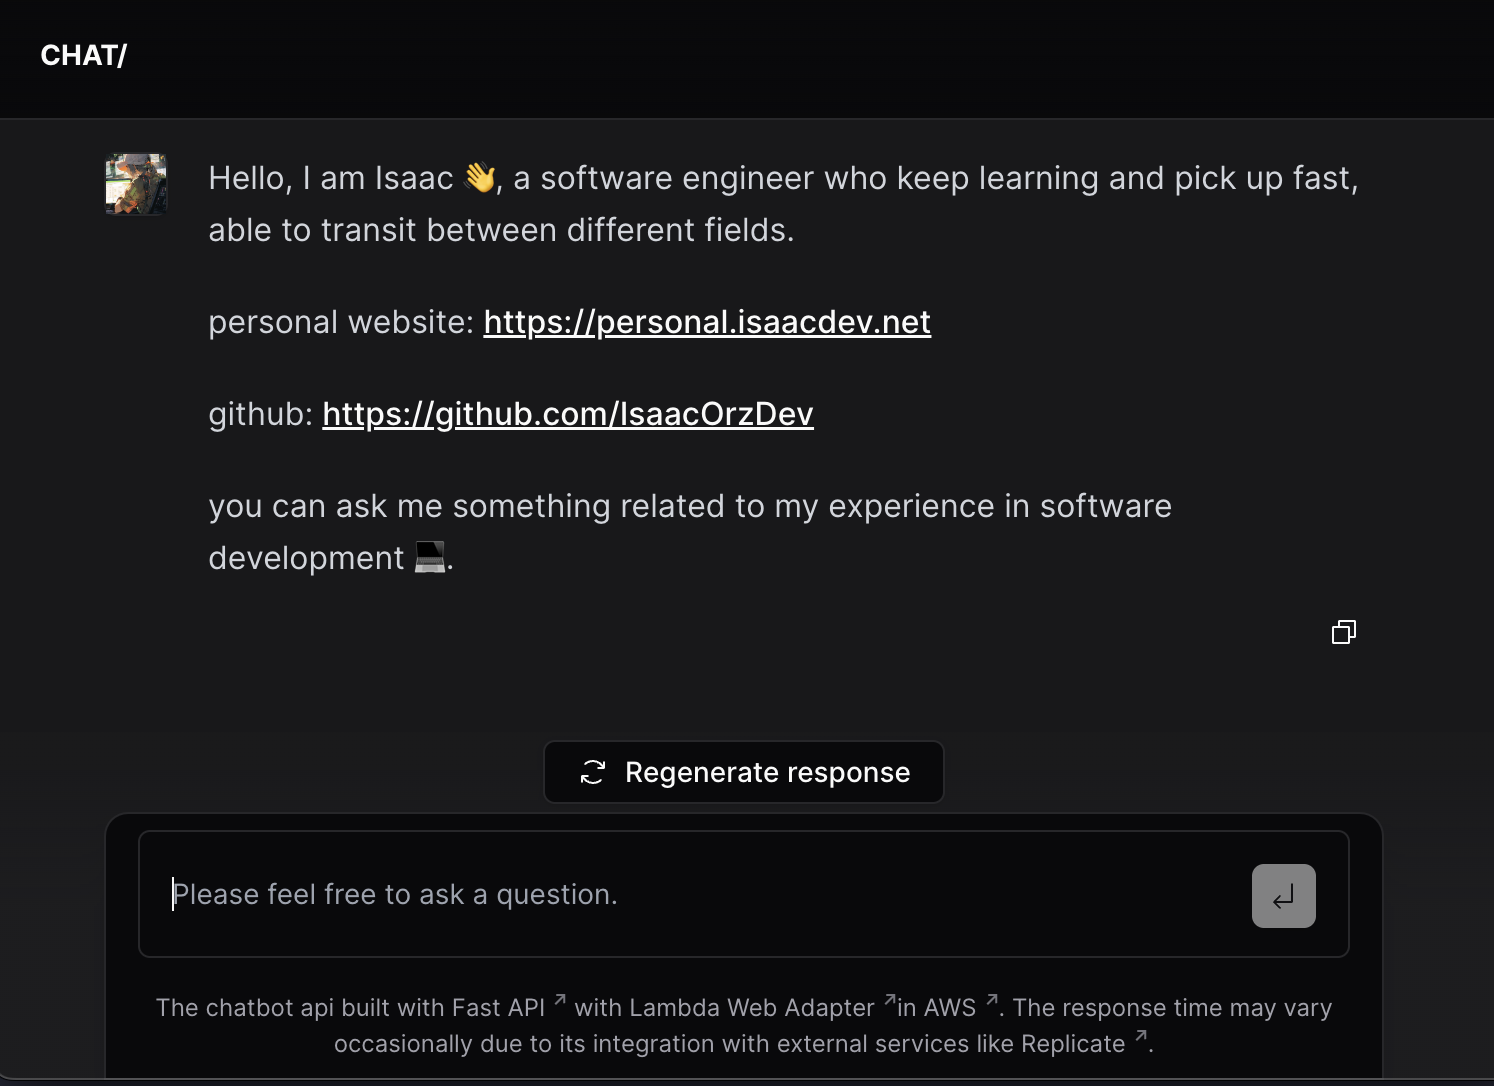 CHAT/
Hello, I am Isaac 👋, a software engineer who keep learning and pick up fast,
able to transit between different fields.
personal website: https://personal.isaacdev.net
github: https://github.com/IsaacOrzDev
you can ask me something related to my experience in software
development 💻.
Regenerate response
Please feel free to ask a question.
The chatbot api built with Fast API ↗ with Lambda Web Adapter ↗in AWS ↗. The response time may vary
occasionally due to its integration with external services like Replicate ↗.